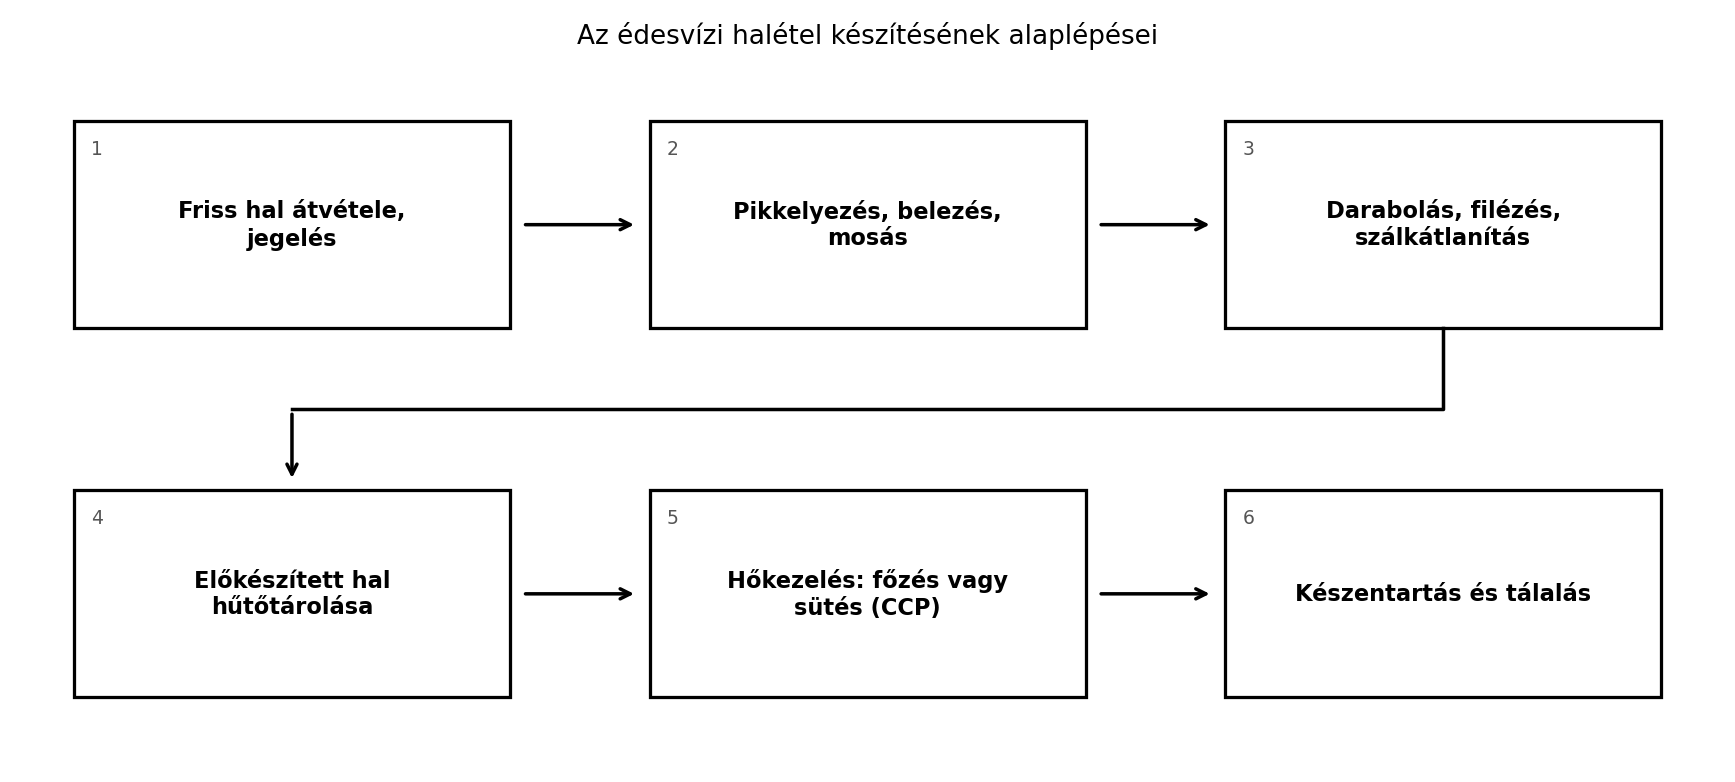 Az édesvízi halétel készítésének alaplépései
1
Friss hal átvétele,
jegelés
2
Pikkelyezés, belezés,
mosás
3
Darabolás, filézés,
szálkátlanítás
4
Előkészített hal
hűtőtárolása
5
Hőkezelés: főzés vagy
sütés (CCP)
6
Készentartás és tálalás